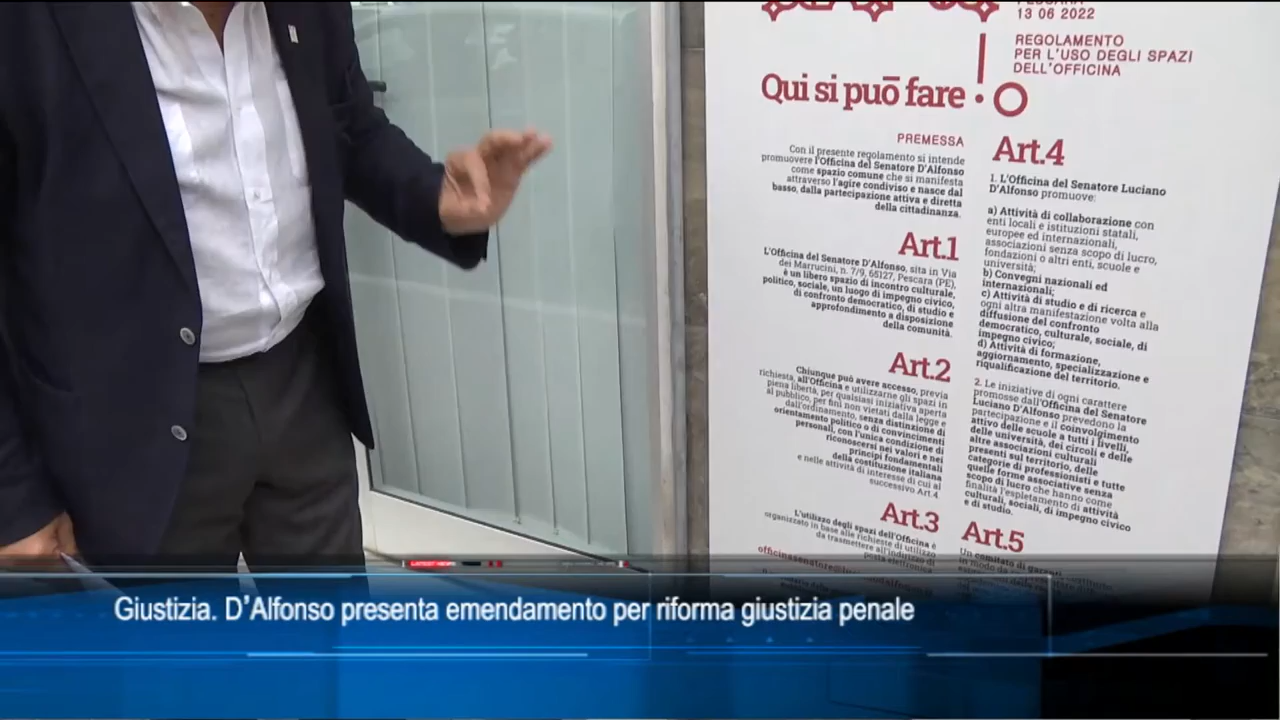 13 06 2022
REGOLAMENTO
PER L'USO DEGLI SPAZI
DELL'OFFICINA
Qui si può fare
PREMESSA
Con il presente regolamento si intende
promuovere l'Officina del Senatore D'Alfonso
come spazio comune che si manifesta
attraverso l'agire condiviso e nasce dal
basso, dalla partecipazione attiva e diretta
della cittadinanza.
Art.1
L'Officina del Senatore D'Alfonso, sita in Via
dei Marrucini, n. 7/9, 65127, Pescara (PE),
è un libero spazio di incontro culturale,
politico, sociale, un luogo di impegno civico,
di confronto democratico, di studio e
approfondimento a disposizione
della comunità.
Art.2
Chiunque può avere accesso, previa
richiesta, all'Officina e utilizzarne gli spazi in
piena libertà, per qualsiasi iniziativa aperta
al pubblico, per fini non vietati dalla legge e
dall'ordinamento, senza distinzione di
orientamento politico o di convincimenti
personali, con l'unica condizione di
riconoscersi nei valori e nei
principi fondamentali
della costituzione italiana
e nelle attività di interesse di cui al
successivo Art.4
Art.3
L'utilizzo degli spazi dell'Officina è
organizzato in base alle richieste di utilizzo
da trasmettere all'indirizzo di
posta elettronica
Art.4
1. L'Officina del Senatore Luciano
D'Alfonso promuove:
a) Attività di collaborazione con
enti locali e istituzioni statali,
europee ed internazionali,
associazioni senza scopo di lucro,
fondazioni o altri enti, scuole e
università;
b) Convegni nazionali ed
internazionali;
c) Attività di studio e di ricerca e
ogni altra manifestazione volta alla
diffusione del confronto
democratico, culturale, sociale, di
impegno civico;
d) Attività di formazione,
aggiornamento, specializzazione e
riqualificazione del territorio.
2. Le iniziative di ogni carattere
promosse dall'Officina del Senatore
Luciano D'Alfonso prevedono la
partecipazione e il coinvolgimento
attivo delle scuole a tutti i livelli,
delle università, dei circoli e delle
altre associazioni culturali
presenti sul territorio, delle
categorie di professionisti e tutte
quelle forme associative senza
scopo di lucro che hanno come
finalità l'espletamento di attività
culturali, sociali, di impegno civico
e di studio.
Art.5
Un comitato di garanti
LATEST NEWS
Giustizia. D'Alfonso presenta emendamento per riforma giustizia penale